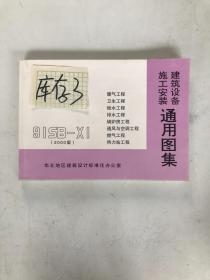 建筑设备
施工安装
通用图集
暖气工程
卫生工程
给水工程
排水工程
锅炉房工程
通风与空调工程
燃气工程
热力站工程
库存3
91SB-X1
(2000版)
华北地区建筑设计标准化办公室